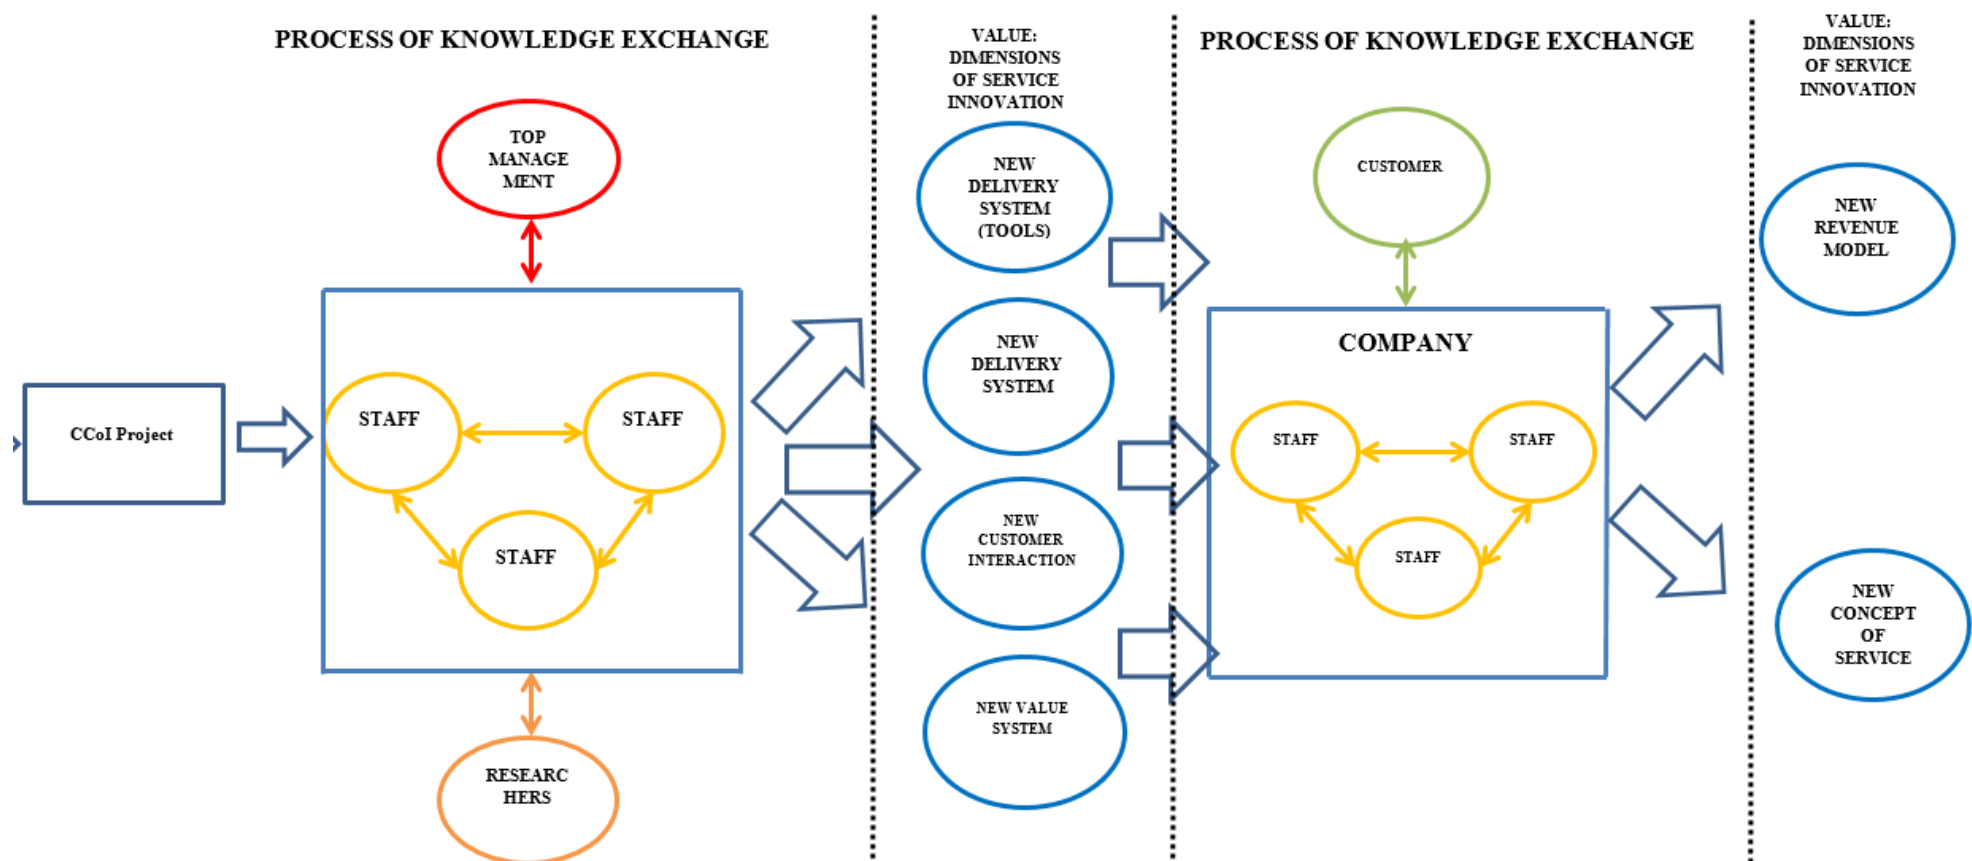 PROCESS OF KNOWLEDGE EXCHANGE
TOP
MANAGE
MENT
CCoI Project
STAFF
STAFF
STAFF
RESEARC
HERS
VALUE:
DIMENSIONS
OF SERVICE
INNOVATION
NEW
DELIVERY
SYSTEM
(TOOLS)
NEW
DELIVERY
SYSTEM
NEW
CUSTOMER
INTERACTION
NEW VALUE
SYSTEM
PROCESS OF KNOWLEDGE EXCHANGE
CUSTOMER
COMPANY
STAFF
STAFF
STAFF
VALUE:
DIMENSIONS
OF SERVICE
INNOVATION
NEW
REVENUE
MODEL
NEW
CONCEPT
OF
SERVICE